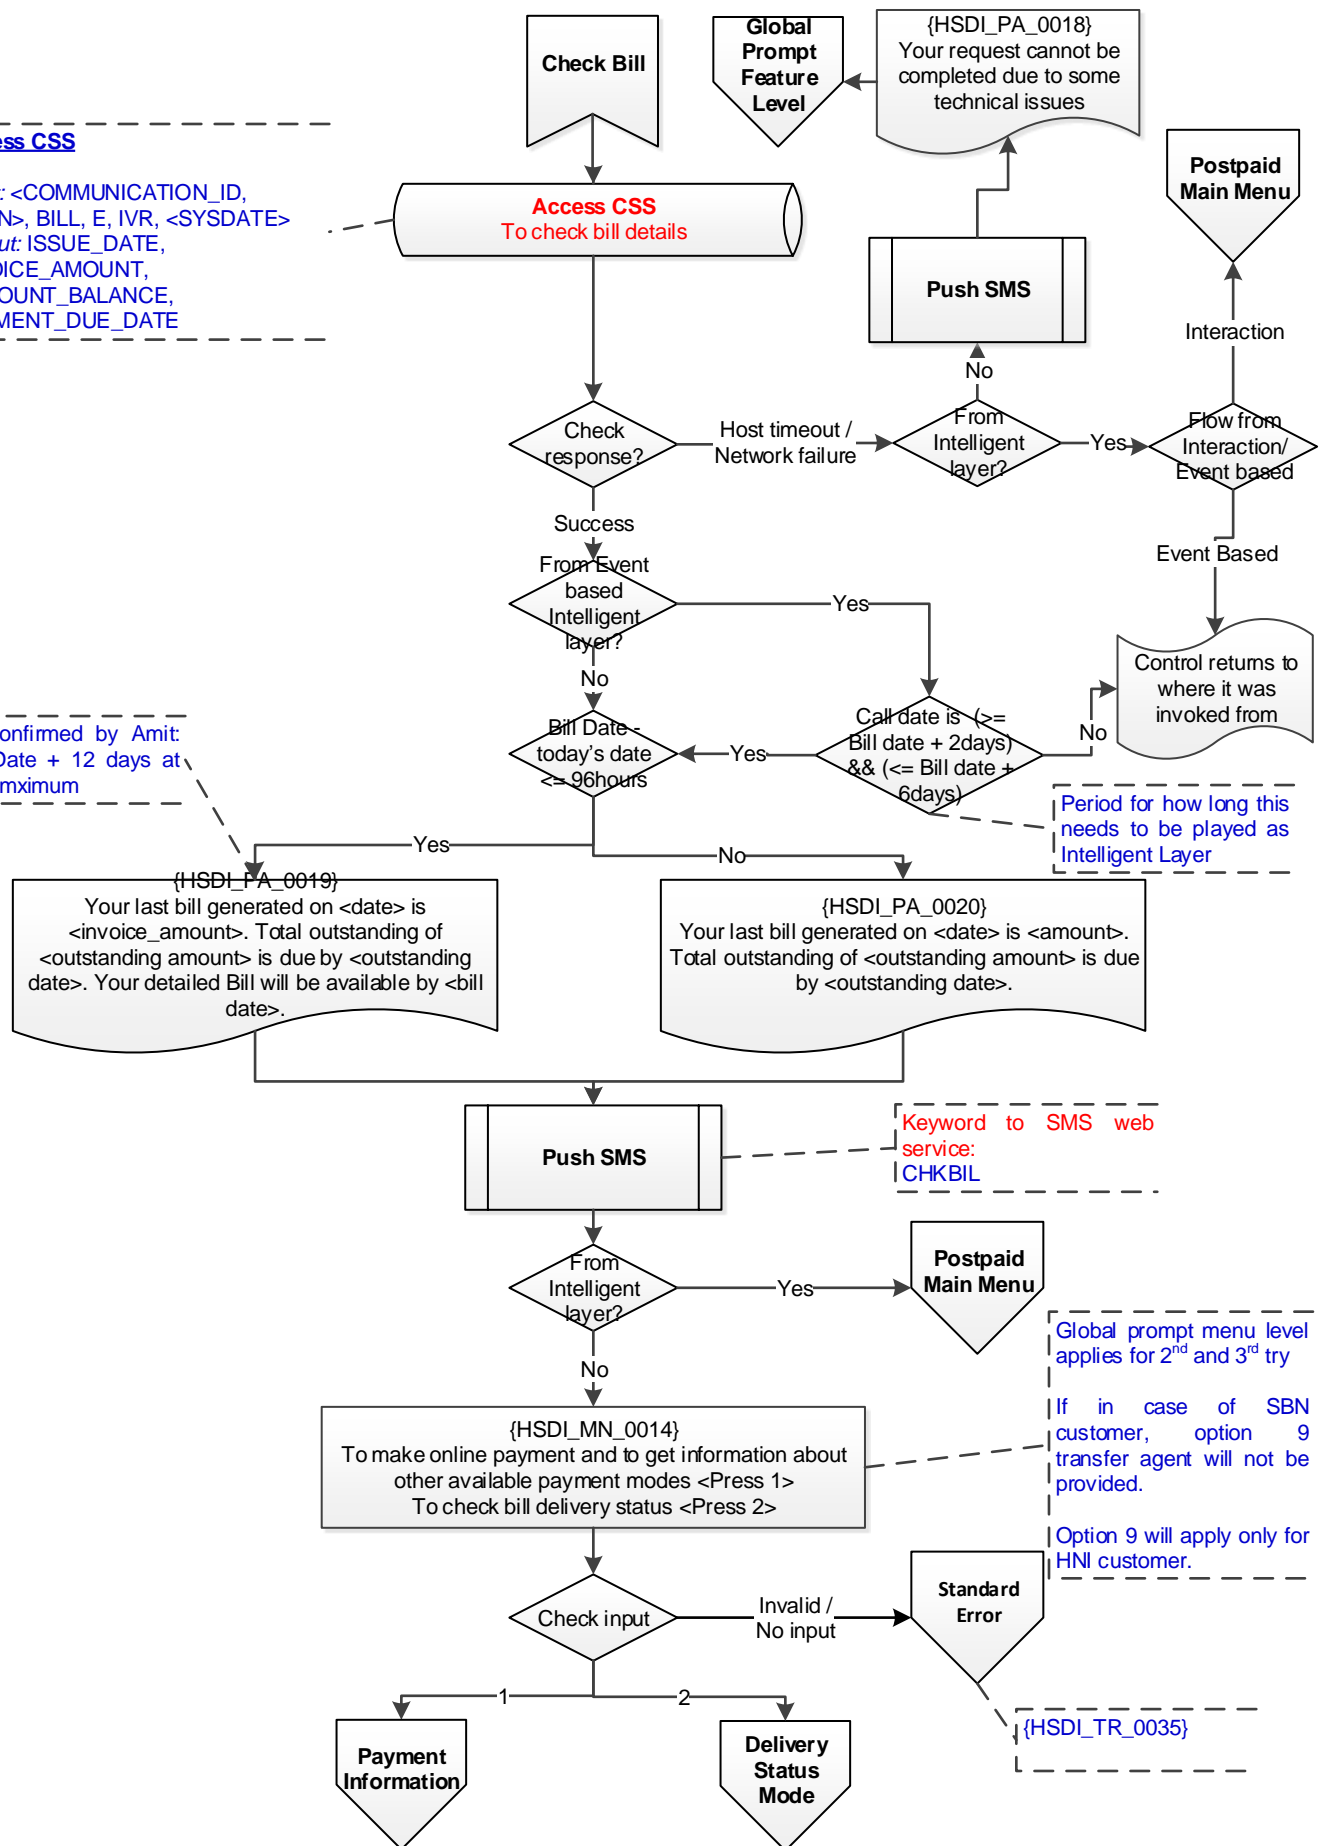 Check Bill
Global
Prompt
Feature
Level
{HSDI_PA_0018}
Your request cannot be
completed due to some
technical issues
Postpaid
Main Menu
ess CSS
<COMMUNICATION_ID,
N>, BILL, E, IVR, <SYSDATE>
ut: ISSUE_DATE,
OICE_AMOUNT,
OUNT_BALANCE,
MENT_DUE_DATE
Access CSS
To check bill details
Push SMS
Interaction
No
Check
response?
Host timeout /
Network failure
From
Intelligent
layer?
Yes
Flow from
Interaction/
Event based
Success
Event Based
From Event
based
Intelligent
layer?
Yes
No
Control returns to
where it was
invoked from
onfirmed by Amit:
Date + 12 days at
mximum
Bill Date -
today's date
<= 96hours
Yes
Call date is (>=
Bill date + 2days)
&& (<= Bill date +
6days)
No
Period for how long this
needs to be played as
Intelligent Layer
Yes
No
{HSDI_PA_0019}
Your last bill generated on <date> is
<invoice_amount>. Total outstanding of
<outstanding amount> is due by <outstanding
date>. Your detailed Bill will be available by <bill
date>.
{HSDI_PA_0020}
Your last bill generated on <date> is <amount>.
Total outstanding of <outstanding amount> is due
by <outstanding date>.
Push SMS
Keyword to SMS web
service:
CHKBIL
From
Intelligent
layer?
Yes
Postpaid
Main Menu
No
Global prompt menu level
applies for 2nd and 3rd try
If in case of SBN
customer, option 9
transfer agent will not be
provided.
Option 9 will apply only for
HNI customer.
{HSDI_MN_0014}
To make online payment and to get information about
other available payment modes <Press 1>
To check bill delivery status <Press 2>
Check input
Invalid /
No input
Standard
Error
1
2
{HSDI_TR_0035}
Payment
Information
Delivery
Status
Mode